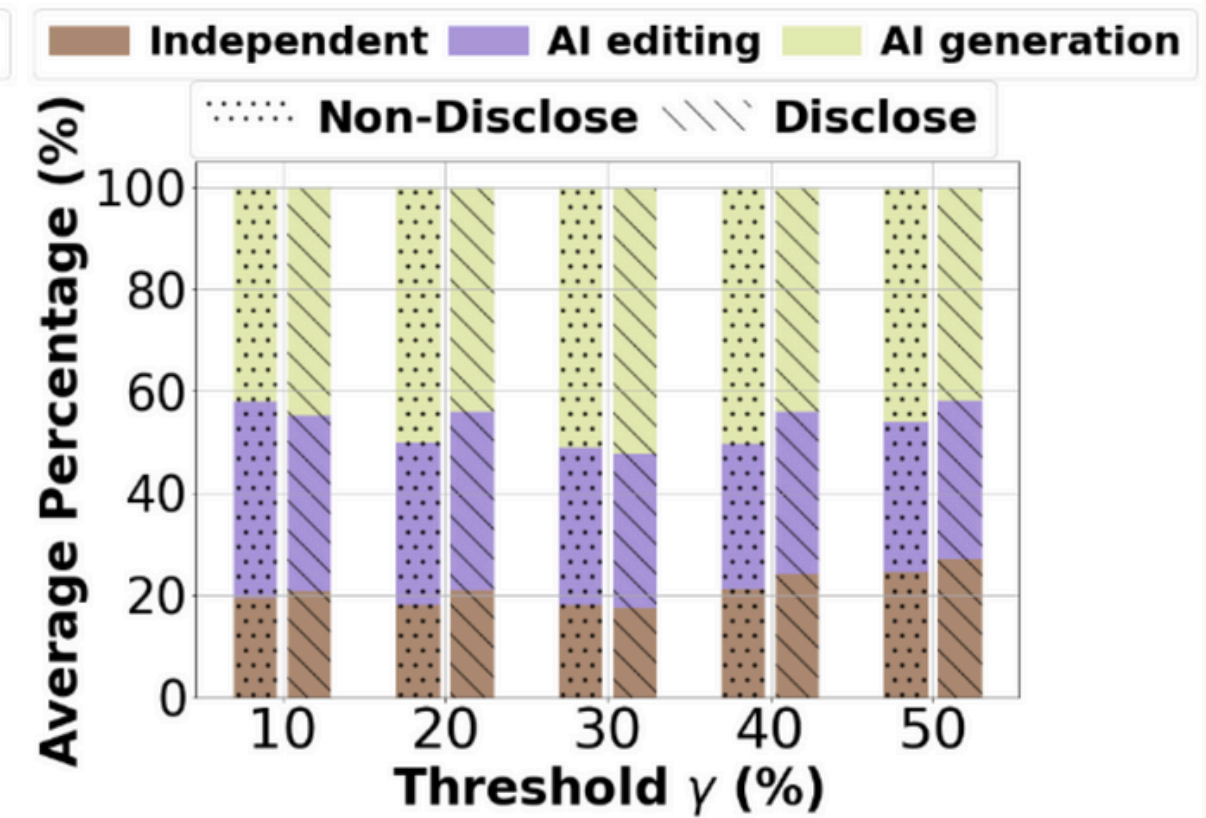 Independent AI editing AI generation
Non-Disclose Disclose
Average Percentage (%)
100
80
60
40
20
0
10 20 30 40 50
Threshold γ (%)